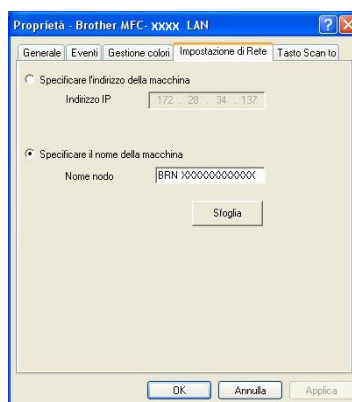 Proprietà - Brother MFC- XXXX LAN
Generale Eventi Gestione colori Impostazione di Rete Tasto Scan to
Specificare l'indirizzo della macchina
Indirizzo IP 172 . 28 . 34 . 137
Specificare il nome della macchina
Nome nodo BRN XXXXXXXXXXXX
Sfoglia
OK Annulla Applica